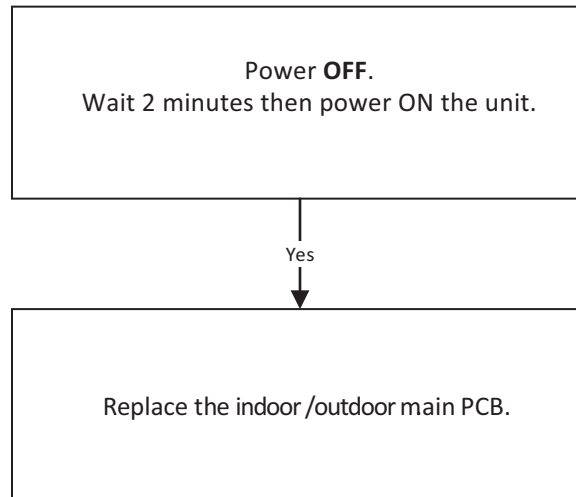 Power OFF.
Wait 2 minutes then power ON the unit.
Yes
Replace the indoor/outdoor main PCB.